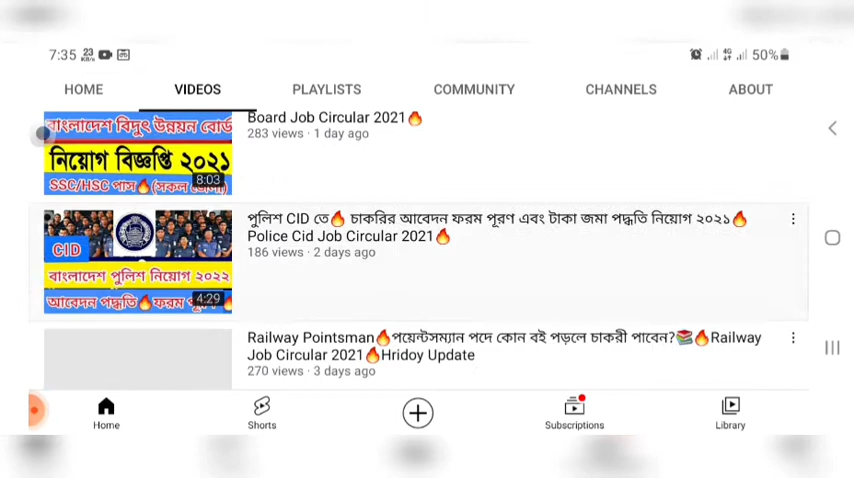 7:35 23 KB/s 4G 50%
HOME VIDEOS PLAYLISTS COMMUNITY CHANNELS ABOUT
বাংলাদেশ বিদ্যুৎ উন্নয়ন বোর্ড
নিয়োগ বিজ্ঞপ্তি ২০২১
SSC/HSC পাস🔥(সকল
8:03
Board Job Circular 2021🔥
283 views · 1 day ago
CID
বাংলাদেশ পুলিশ নিয়োগ ২০২২
আবেদন পদ্ধতি🔥ফরম
4:29
পুলিশ CID তে🔥 চাকরির আবেদন ফরম পূরণ এবং টাকা জমা পদ্ধতি নিয়োগ ২০২১🔥
Police Cid Job Circular 2021🔥
186 views · 2 days ago
Railway Pointsman🔥পয়েন্টসম্যান পদে কোন বই পড়লে চাকরী পাবেন?📚🔥Railway
Job Circular 2021🔥Hridoy Update
270 views · 3 days ago
Home Shorts Subscriptions Library